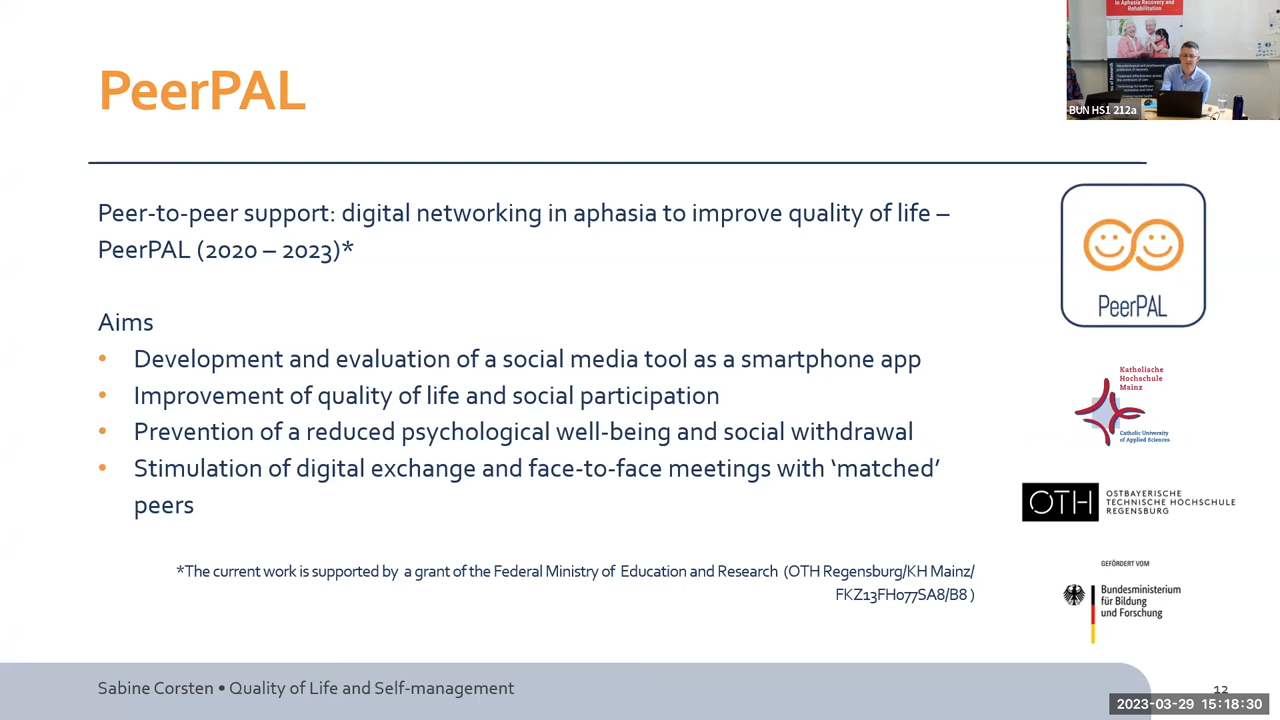 in Aphasia Recovery and
Rehabilitation
BUN HS1 212a
PeerPAL
Peer-to-peer support: digital networking in aphasia to improve quality of life –
PeerPAL (2020 – 2023)*
Aims
• Development and evaluation of a social media tool as a smartphone app
• Improvement of quality of life and social participation
• Prevention of a reduced psychological well-being and social withdrawal
• Stimulation of digital exchange and face-to-face meetings with ‘matched’
peers
*The current work is supported by a grant of the Federal Ministry of Education and Research (OTH Regensburg/KH Mainz/
FKZ13FH077SA8/B8 )
PeerPAL
Katholische
Hochschule
Mainz
Catholic University
of Applied Sciences
OTH
OSTBAYERISCHE
TECHNISCHE HOCHSCHULE
REGENSBURG
GEFÖRDERT VOM
Bundesministerium
für Bildung
und Forschung
Sabine Corsten • Quality of Life and Self-management
12
2023-03-29 15:18:30